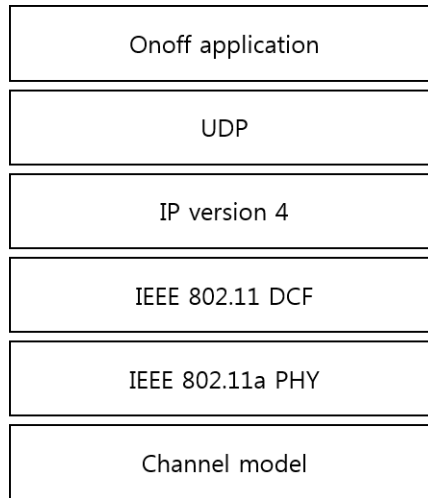 Onoff application
UDP
IP version 4
IEEE 802.11 DCF
IEEE 802.11a PHY
Channel model